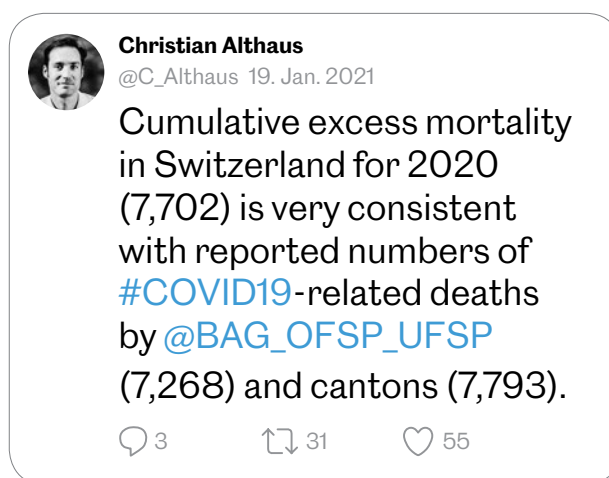 Christian Althaus
@C_Althaus 19. Jan. 2021
Cumulative excess mortality
in Switzerland for 2020
(7,702) is very consistent
with reported numbers of
#COVID19-related deaths
by @BAG_OFSP_UFSP
(7,268) and cantons (7,793).
3 31 55